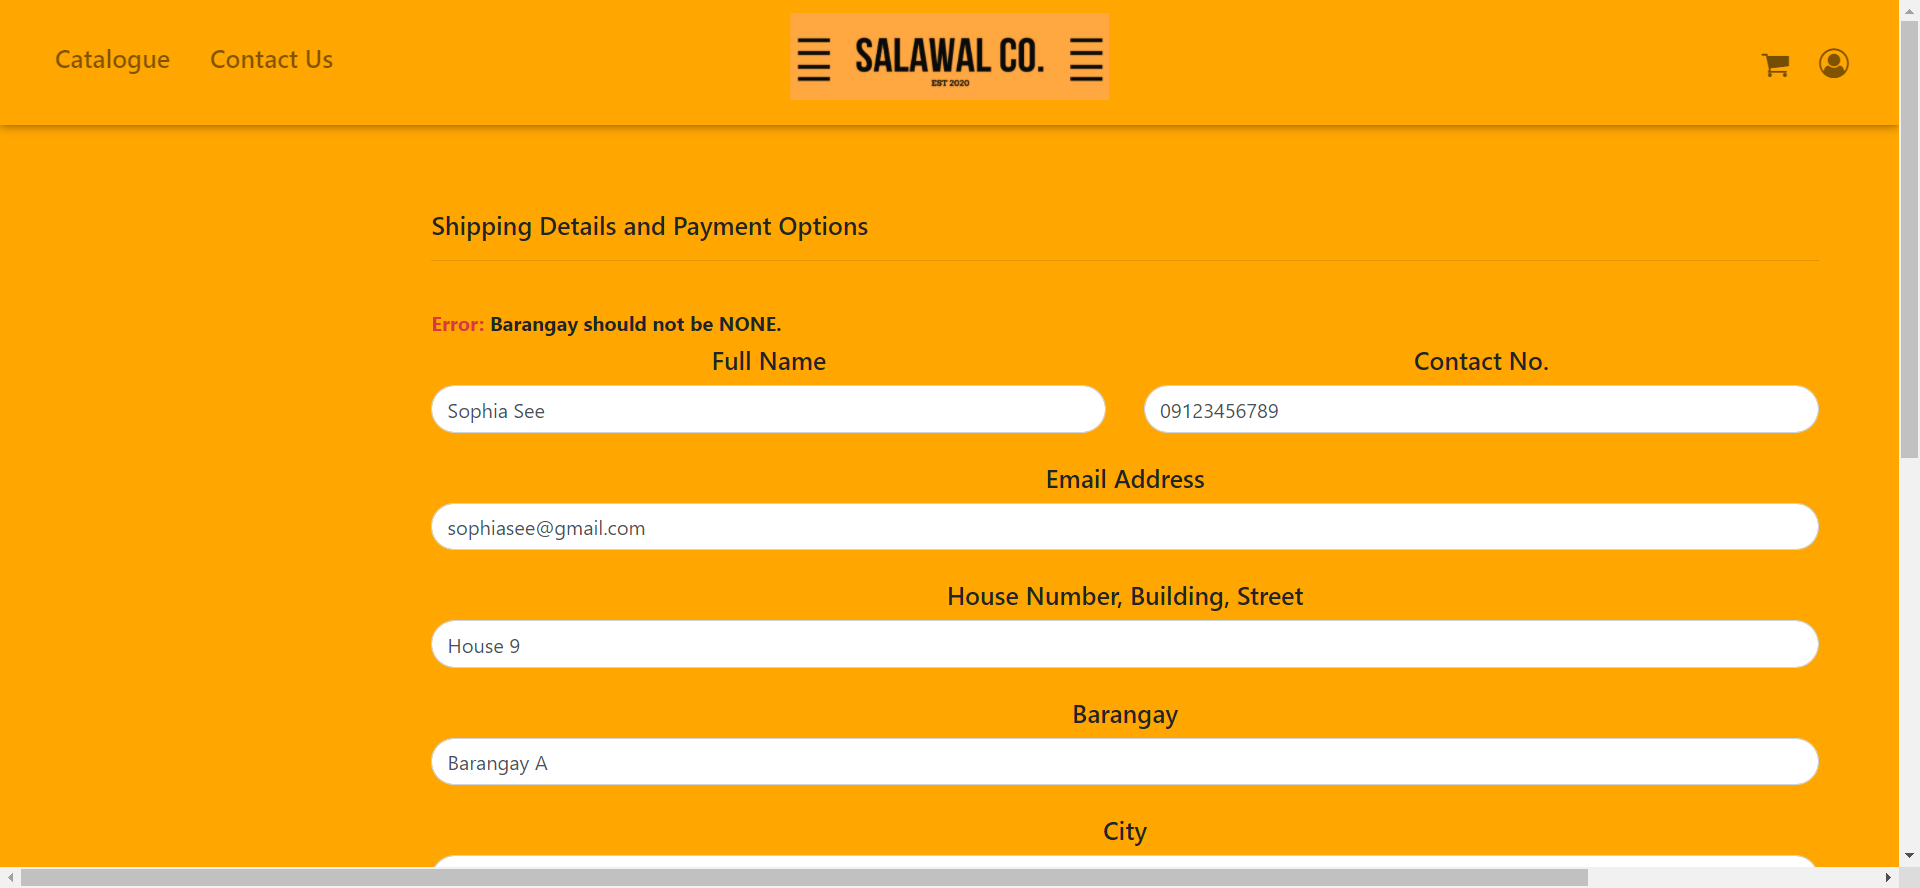 Catalogue Contact Us
SALAWAL CO.
EST 2020
Shipping Details and Payment Options
Error: Barangay should not be NONE.
Full Name Contact No.
Sophia See 09123456789
Email Address
sophiasee@gmail.com
House Number, Building, Street
House 9
Barangay
Barangay A
City